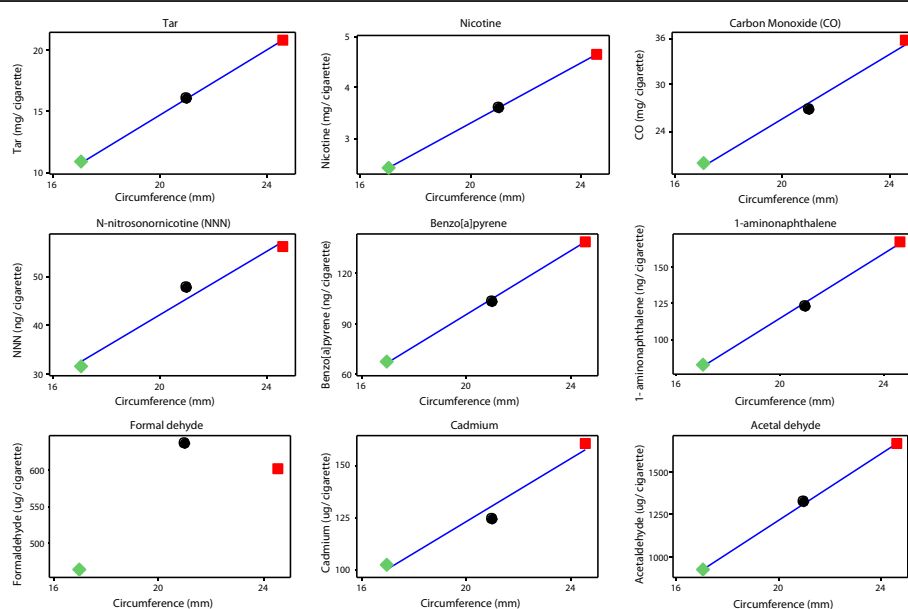 Tar
Tar (mg/ cigarette)
20
15
10
16
20
24
Circumference (mm)
Nicotine
Nicotine (mg/ cigarette)
5
4
3
16
20
24
Circumference (mm)
Carbon Monoxide (CO)
CO (mg/ cigarette)
36
30
24
16
20
24
Circumference (mm)
N-nitrosonornicotine (NNN)
NNN (ng/ cigarette)
50
40
30
16
20
24
Circumference (mm)
Benzo[a]pyrene
Benzo[a]pyrene (ng/ cigarette)
120
90
60
16
20
24
Circumference (mm)
1-aminonaphthalene
1- aminonaphthalene (ng/ cigarette)
150
125
100
16
20
24
Circumference (mm)
Formal dehyde
Formaldehyde (ug/ cigarette)
600
550
500
16
20
24
Circumference (mm)
Cadmium
Cadmium (ug/ cigarette)
150
125
100
16
20
24
Circumference (mm)
Acetal dehyde
Acetaldehyde (ug/ cigarette)
1500
1250
1000
16
20
24
Circumference (mm)